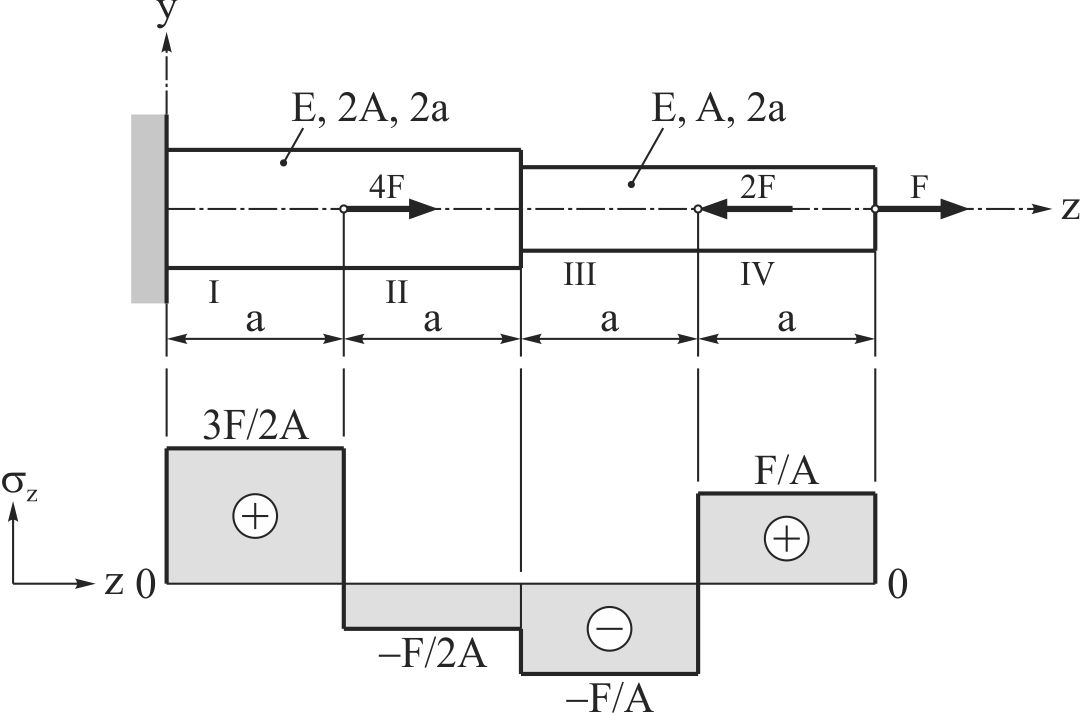 y
E, 2A, 2a
E, A, 2a
4F
2F
F
z
I
II
III
IV
a
a
a
a
3F/2A
F/A
σz
+
+
z
0
0
−
−F/2A
−F/A